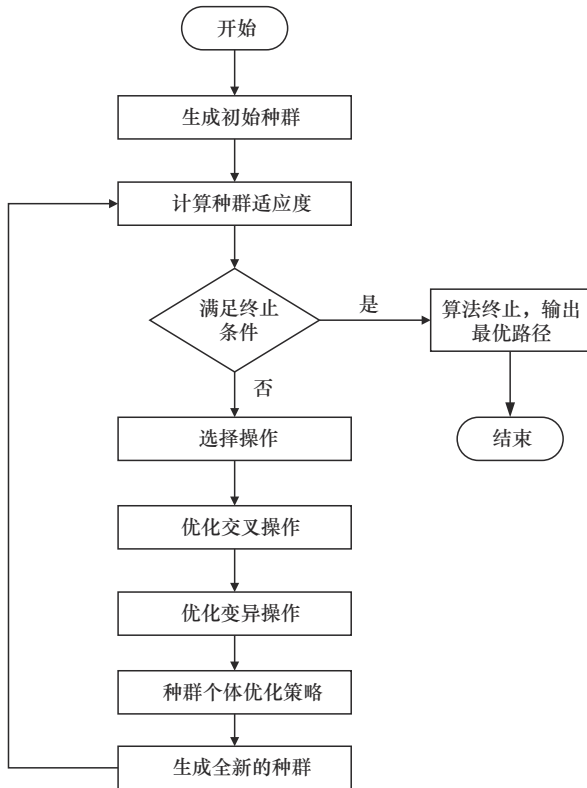 开始
生成初始种群
计算种群适应度
满足终止
条件
是
算法终止，输出
最优路径
否
结束
选择操作
优化交叉操作
优化变异操作
种群个体优化策略
生成全新的种群